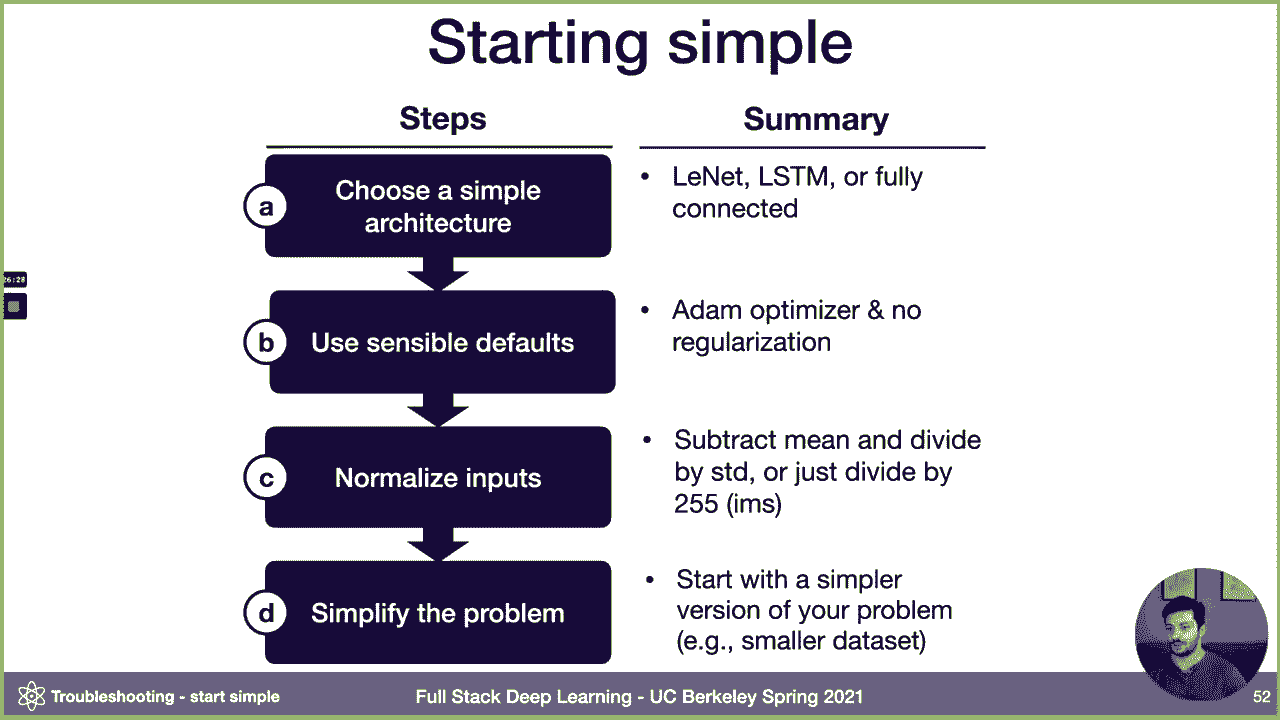 Starting simple
Steps
Summary
a
Choose a simple
architecture
• LeNet, LSTM, or fully
connected
b
Use sensible defaults
• Adam optimizer & no
regularization
c
Normalize inputs
• Subtract mean and divide
by std, or just divide by
255 (ims)
d
Simplify the problem
• Start with a simpler
version of your problem
(e.g., smaller dataset)
26:28
Troubleshooting - start simple
Full Stack Deep Learning - UC Berkeley Spring 2021
52